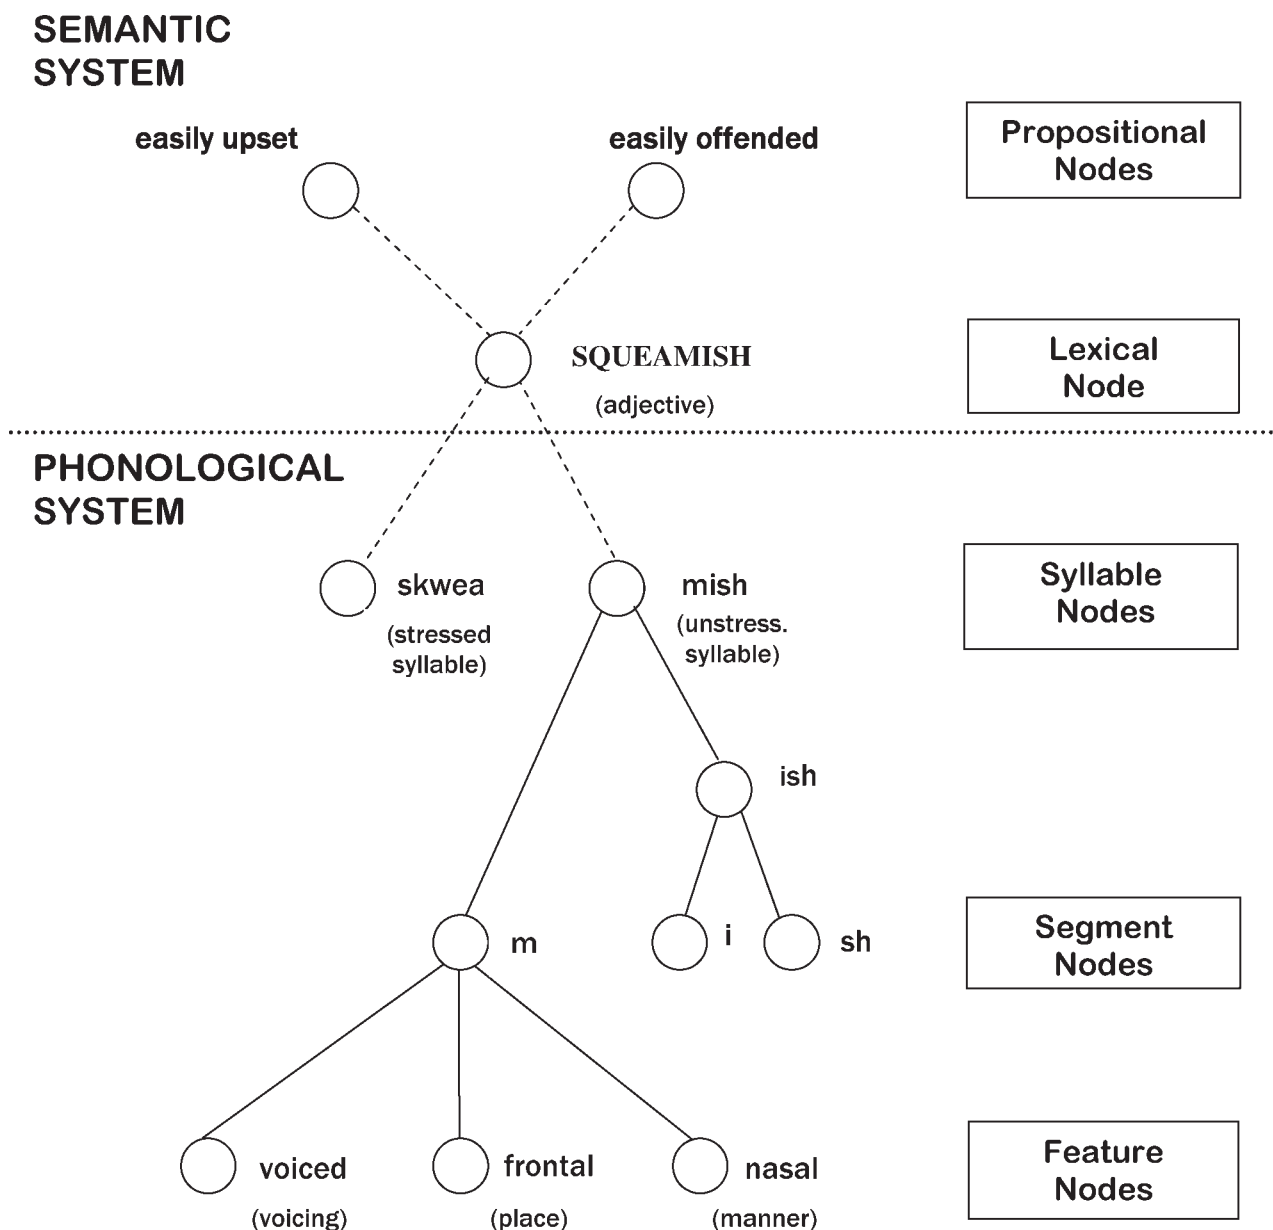 SEMANTIC
SYSTEM
easily upset
easily offended
Propositional
Nodes
SQUEAMISH
(adjective)
Lexical
Node
PHONOLOGICAL
SYSTEM
skwea
(stressed
syllable)
mish
(unstress.
syllable)
Syllable
Nodes
ish
m
i
sh
Segment
Nodes
voiced
(voicing)
frontal
(place)
nasal
(manner)
Feature
Nodes